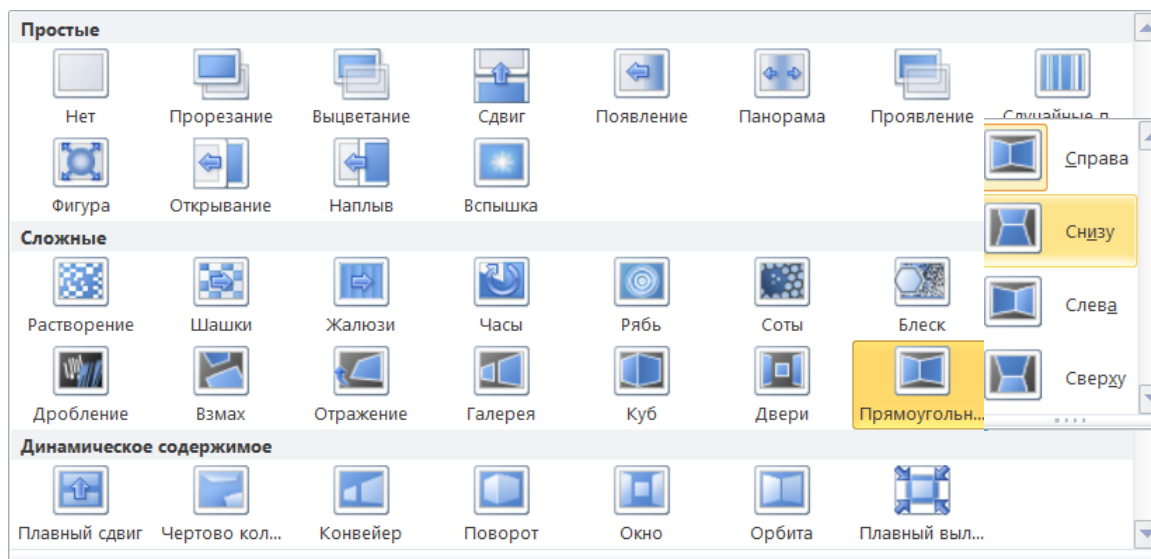 Простые
Нет Прорезание Выцветание Сдвиг Появление Панорама Проявление Случайные п...
Справа
Фигура Открывание Наплыв Вспышка
Снизу
Сложные
Растворение Шашки Жалюзи Часы Рябь Соты Блеск
Слева
Дробление Взмах Отражение Галерея Куб Двери Прямоугольн...
Сверху
Динамическое содержимое
Плавный сдвиг Чертово кол... Конвейер Поворот Окно Орбита Плавный выл...